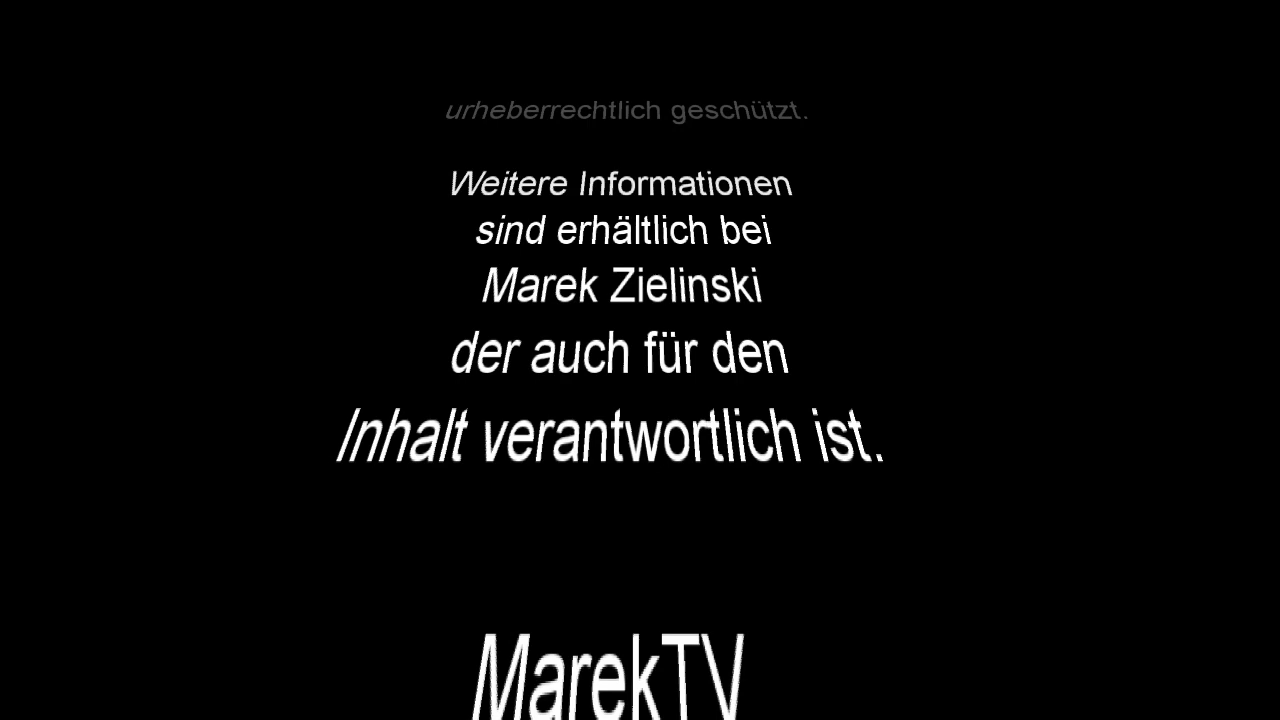 urheberrechtlich geschützt.
Weitere Informationen
sind erhältlich bei
Marek Zielinski
der auch für den
Inhalt verantwortlich ist.
MarekTV